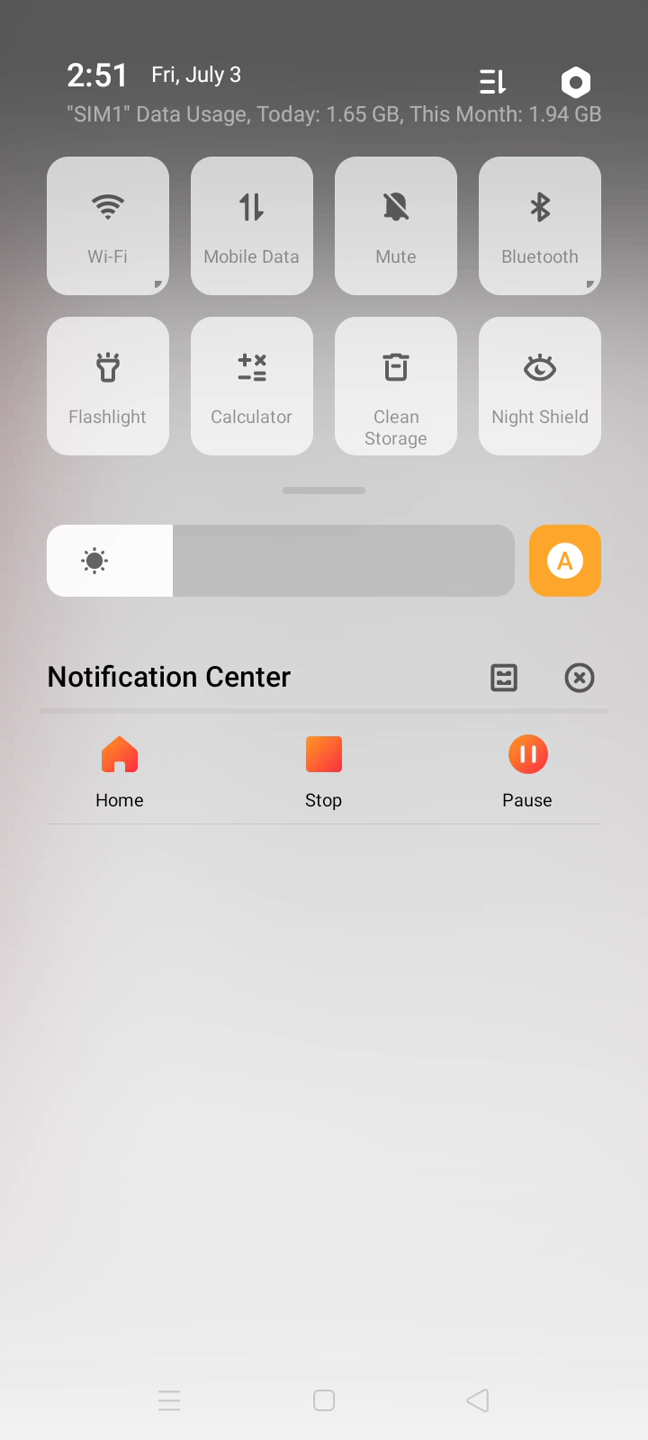 2:51 Fri, July 3
"SIM1" Data Usage, Today: 1.65 GB, This Month: 1.94 GB
Wi-Fi Mobile Data Mute Bluetooth
Flashlight Calculator Clean Storage Night Shield
A
Notification Center
Home Stop Pause